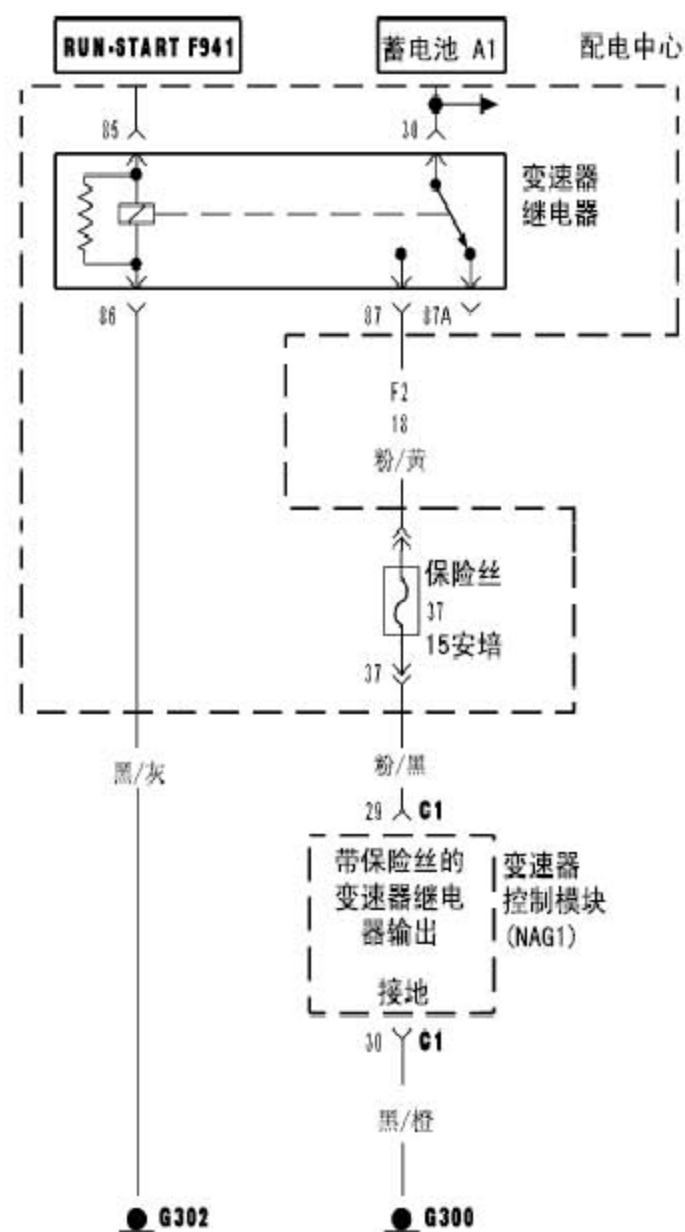 RUN-START F941
蓄电池 A1
配电中心
85
30
变速器
继电器
86
87
87A
F2
18
粉/黄
保险丝
37
15安培
37
黑/灰
粉/黑
29
C1
带保险丝的
变速器继电
器输出
接地
变速器
控制模块
(NAG1)
30
C1
黑/橙
G302
G300